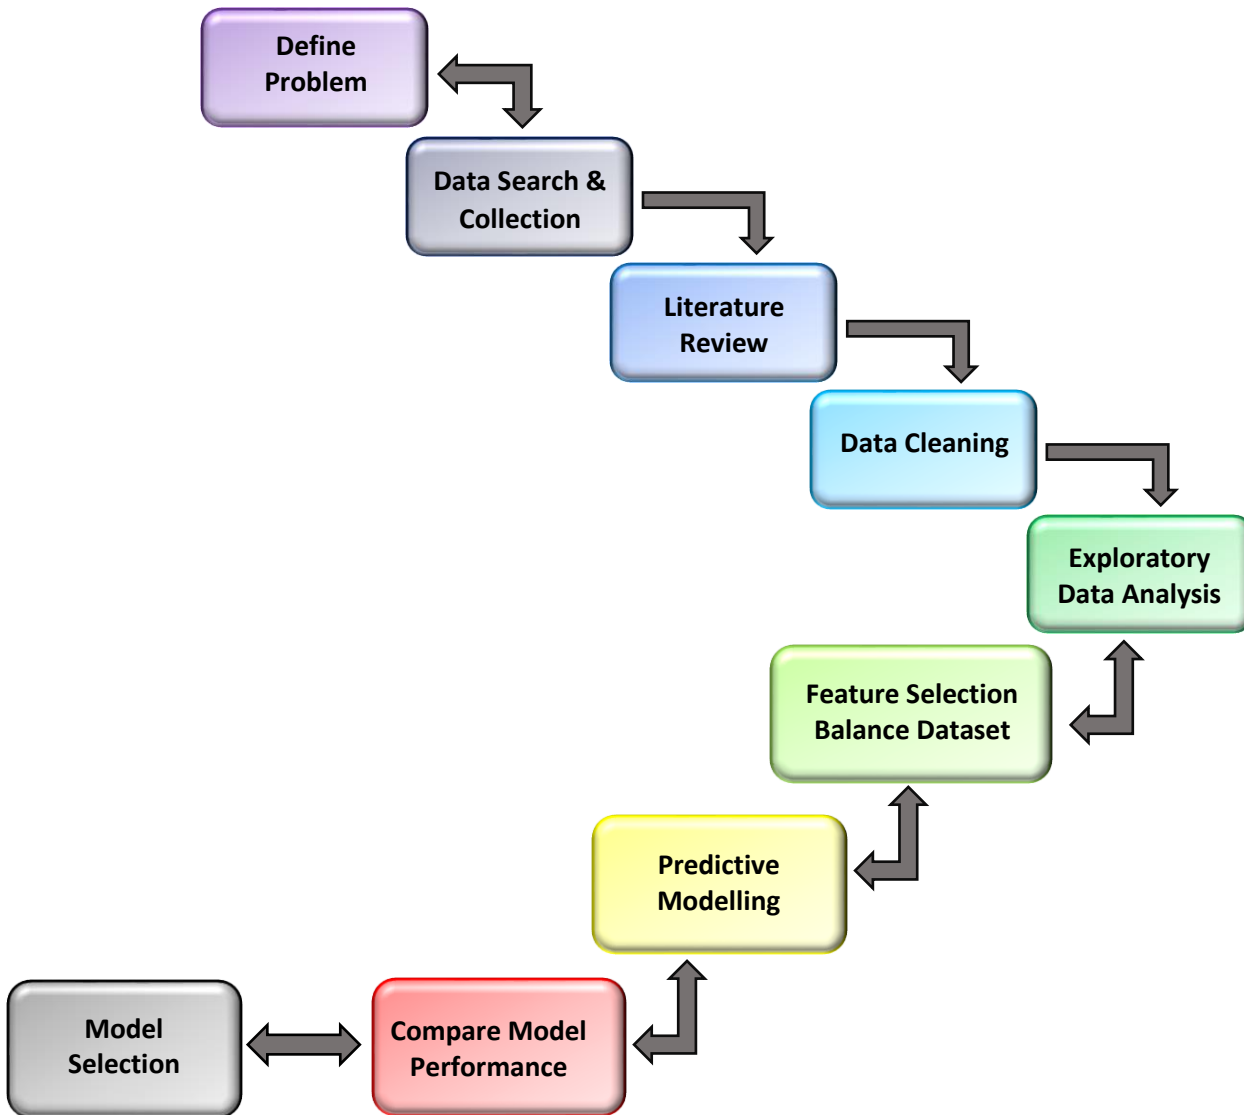 Define
Problem
Data Search &
Collection
Literature
Review
Data Cleaning
Exploratory
Data Analysis
Feature Selection
Balance Dataset
Predictive
Modelling
Compare Model
Performance
Model
Selection